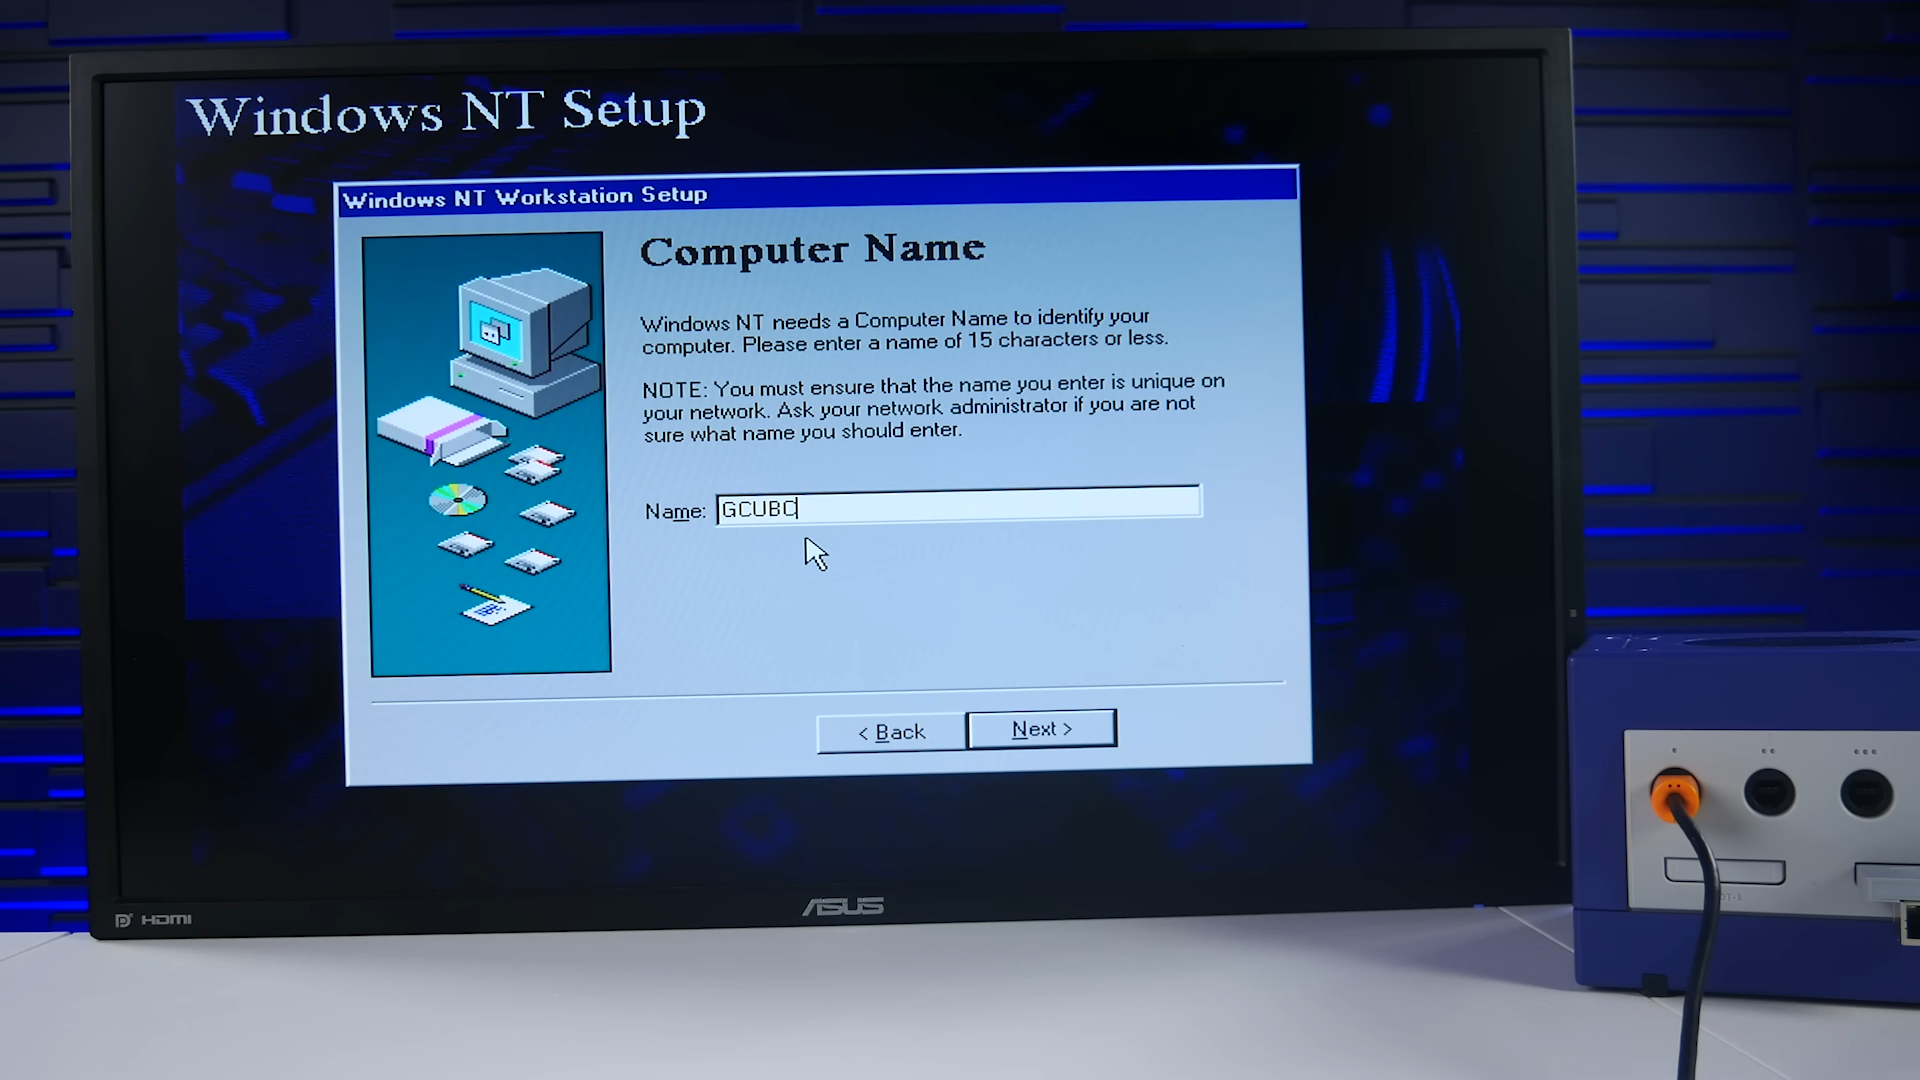 Windows NT Setup
Windows NT Workstation Setup
Computer Name
Windows NT needs a Computer Name to identify your
computer. Please enter a name of 15 characters or less.
NOTE: You must ensure that the name you enter is unique on
your network. Ask your network administrator if you are not
sure what name you should enter.
Name: GCUBC
< Back
Next >
HDMI
ASUS